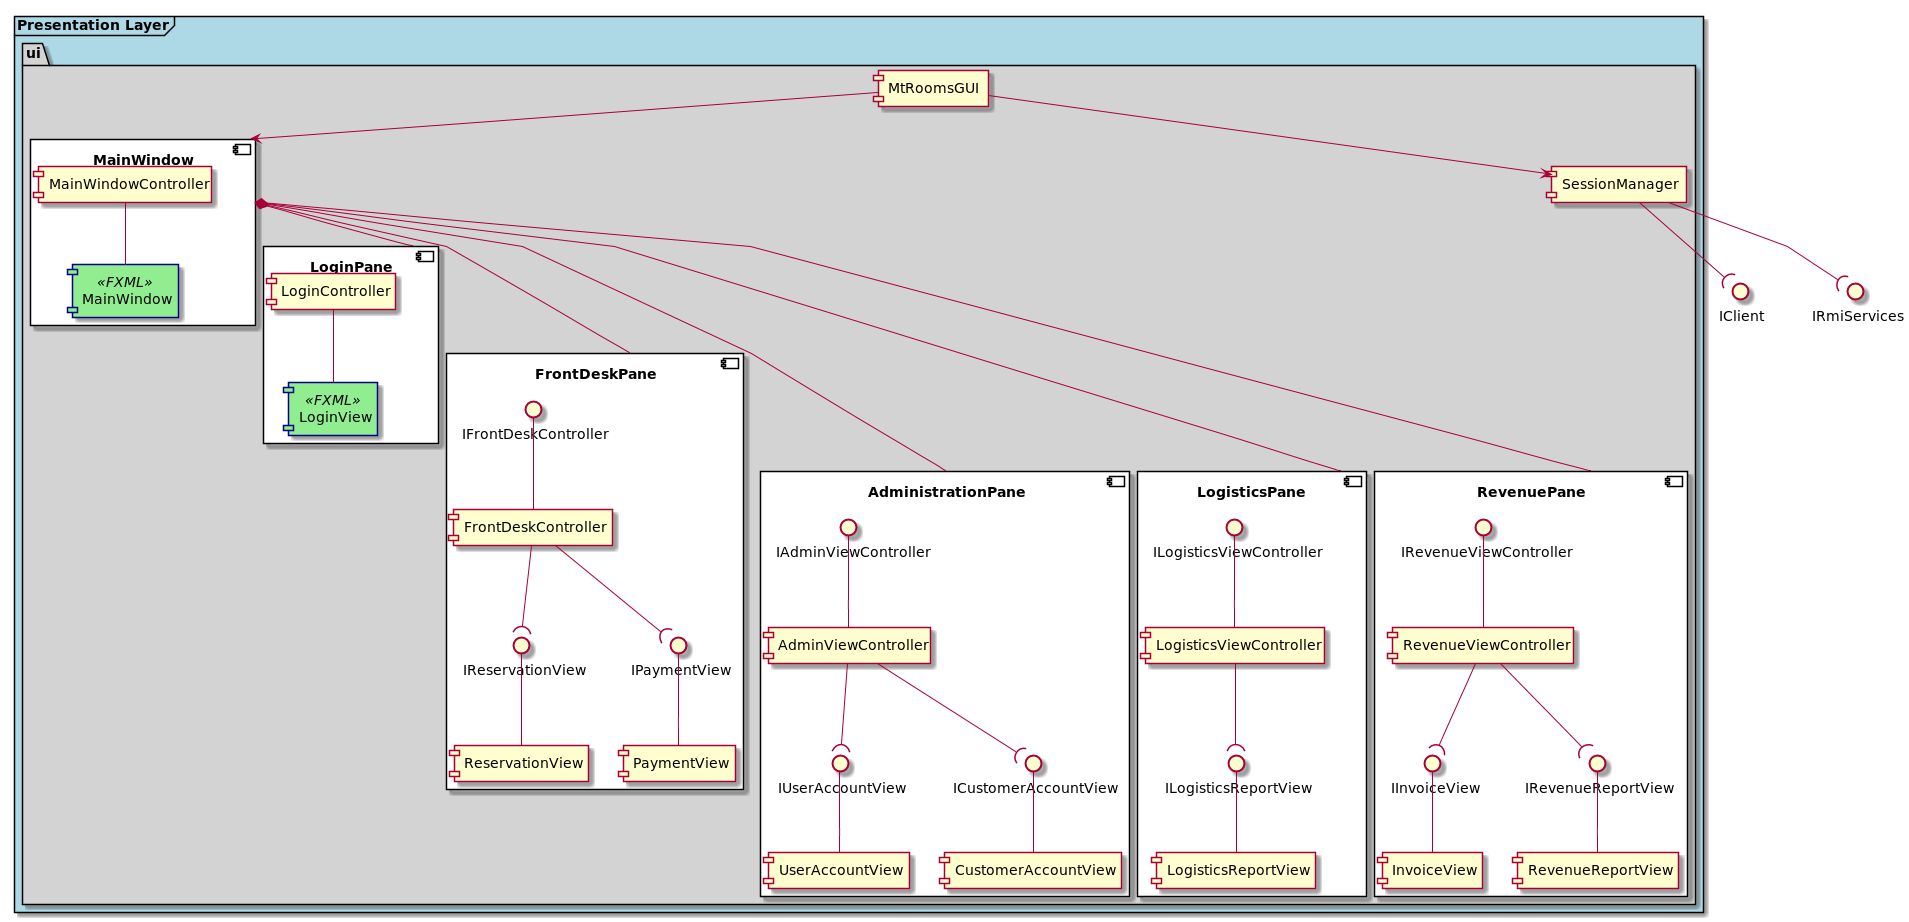 Presentation Layer
ui
MtRoomsGUI
MainWindow
MainWindowController
«FXML»
MainWindow
SessionManager
IClient
IRmiServices
LoginPane
LoginController
«FXML»
LoginView
FrontDeskPane
IFrontDeskController
FrontDeskController
IReservationView
IPaymentView
ReservationView
PaymentView
AdministrationPane
IAdminViewController
AdminViewController
IUserAccountView
ICustomerAccountView
UserAccountView
CustomerAccountView
LogisticsPane
ILogisticsViewController
LogisticsViewController
ILogisticsReportView
LogisticsReportView
RevenuePane
IRevenueViewController
RevenueViewController
IInvoiceView
IRevenueReportView
InvoiceView
RevenueReportView